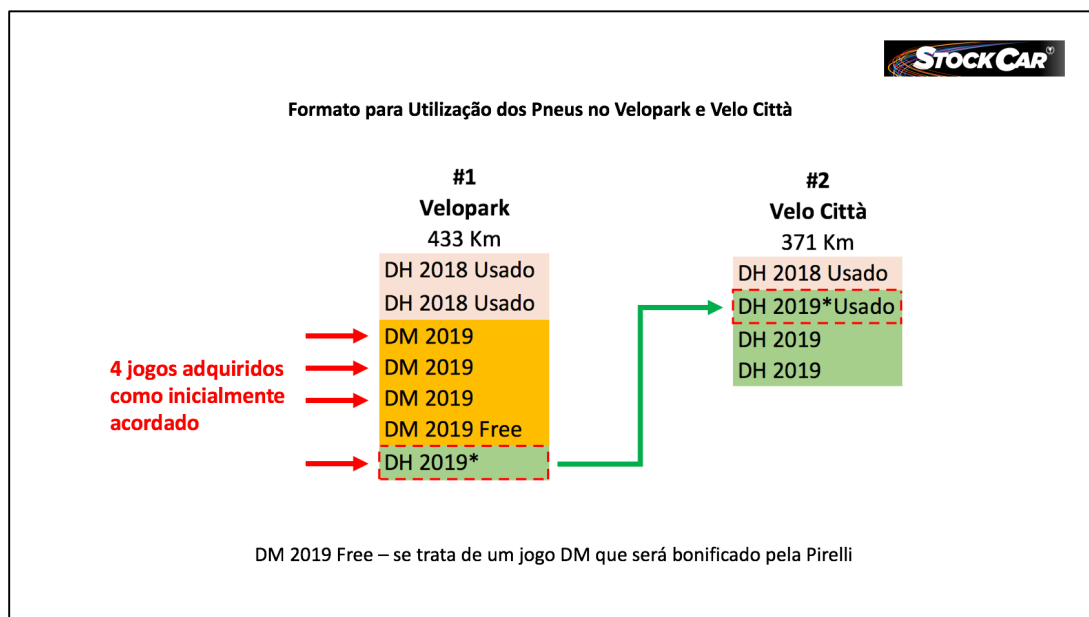 STOCK CAR
Formato para Utilização dos Pneus no Velopark e Velo Città
#1
Velopark
433 Km
DH 2018 Usado
DH 2018 Usado
DM 2019
DM 2019
DM 2019
DM 2019 Free
DH 2019*
4 jogos adquiridos
como inicialmente
acordado
#2
Velo Città
371 Km
DH 2018 Usado
DH 2019*Usado
DH 2019
DH 2019
DM 2019 Free – se trata de um jogo DM que será bonificado pela Pirelli